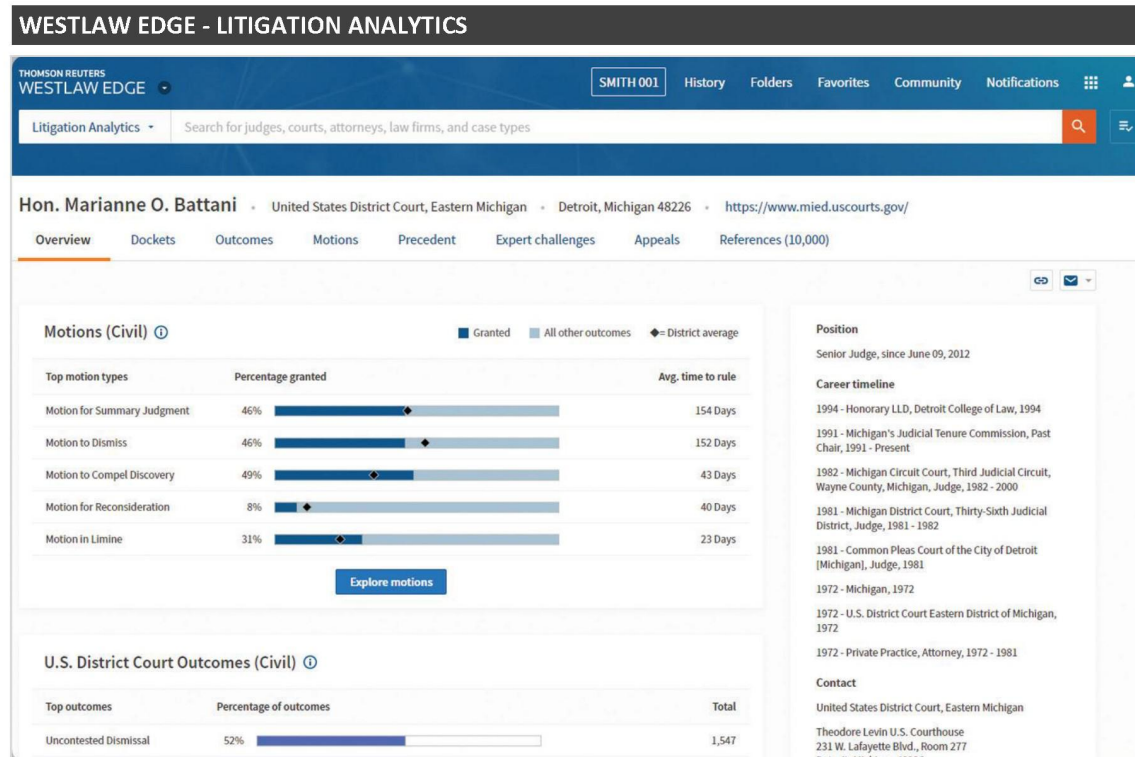 WESTLAW EDGE - LITIGATION ANALYTICS
THOMSON REUTERS
WESTLAW EDGE
SMITH 001 History Folders Favorites Community Notifications
Litigation Analytics Search for judges, courts, attorneys, law firms, and case types
Hon. Marianne O. Battani • United States District Court, Eastern Michigan • Detroit, Michigan 48226 • https://www.mied.uscourts.gov/
Overview Dockets Outcomes Motions Precedent Expert challenges Appeals References (10,000)
Motions (Civil)
Granted All other outcomes ◆= District average
Top motion types Percentage granted Avg. time to rule
Motion for Summary Judgment 46% 154 Days
Motion to Dismiss 46% 152 Days
Motion to Compel Discovery 49% 43 Days
Motion for Reconsideration 8% 40 Days
Motion in Limine 31% 23 Days
Explore motions
U.S. District Court Outcomes (Civil)
Top outcomes Percentage of outcomes Total
Uncontested Dismissal 52% 1,547
Position
Senior Judge, since June 09, 2012
Career timeline
1994 - Honorary LLD, Detroit College of Law, 1994
1991 - Michigan's Judicial Tenure Commission, Past
Chair, 1991 - Present
1982 - Michigan Circuit Court, Third Judicial Circuit,
Wayne County, Michigan, Judge, 1982 - 2000
1981 - Michigan District Court, Thirty-Sixth Judicial
District, Judge, 1981 - 1982
1981 - Common Pleas Court of the City of Detroit
[Michigan], Judge, 1981
1972 - Michigan, 1972
1972 - U.S. District Court Eastern District of Michigan,
1972
1972 - Private Practice, Attorney, 1972 - 1981
Contact
United States District Court, Eastern Michigan
Theodore Levin U.S. Courthouse
231 W. Lafayette Blvd., Room 277